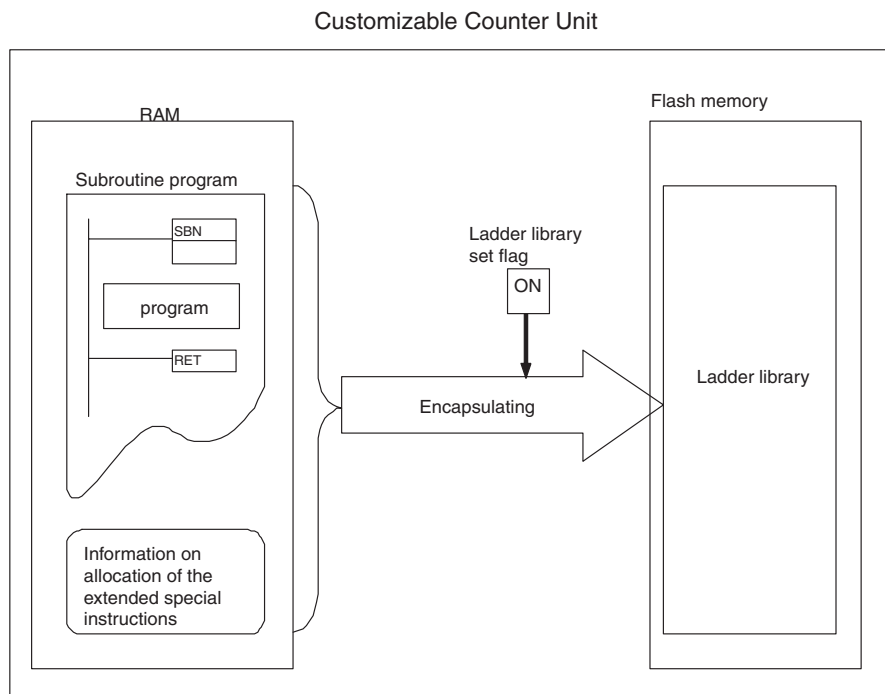 Customizable Counter Unit
RAM
Flash memory
Subroutine program
SBN
program
RET
Ladder library
set flag
ON
Encapsulating
Ladder library
Information on
allocation of the
extended special
instructions